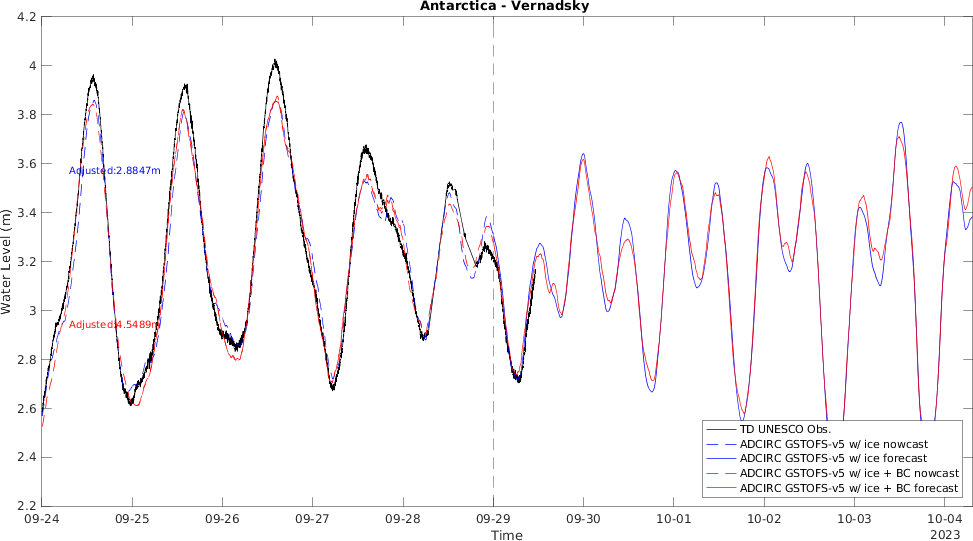 Antarctica - Vernadsky
4.2
4
3.8
3.6
3.4
3.2
3
2.8
2.6
2.4
2.2
Water Level (m)
Adjusted:2.8847m
Adjusted:4.5489m
TD UNESCO Obs.
ADCIRC GSTOFS-v5 w/ ice nowcast
ADCIRC GSTOFS-v5 w/ ice forecast
ADCIRC GSTOFS-v5 w/ ice + BC nowcast
ADCIRC GSTOFS-v5 w/ ice + BC forecast
09-24 09-25 09-26 09-27 09-28 09-29 09-30 10-01 10-02 10-03 10-04
2023
Time